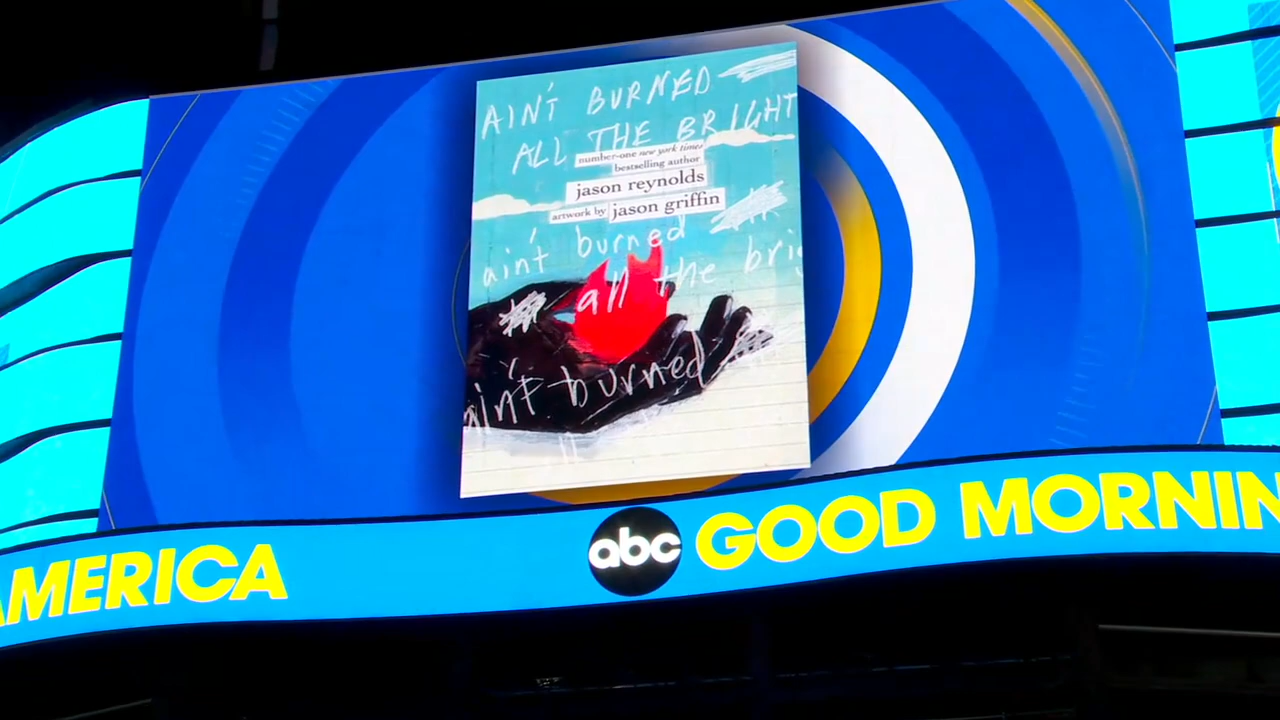 AIN'T BURNED
ALL THE BRIGHT
number-one new york times
bestselling author
jason reynolds
artwork by jason griffin
ain't burned
all the bri
ain't burned
AMERICA abc GOOD MORNIN